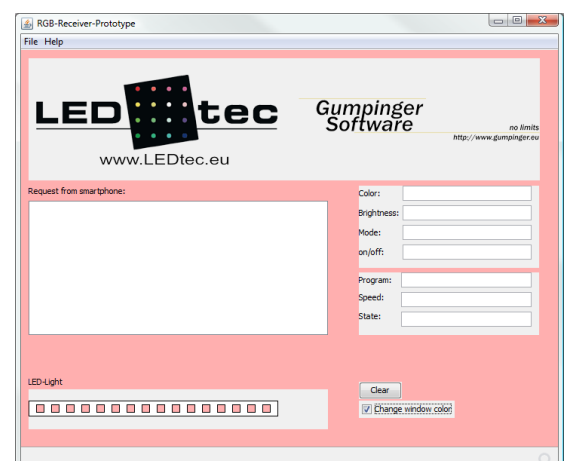 RGB-Receiver-Prototype
File Help
LED tec
www.LEDtec.eu
Gumpinger
Software
no limits
http://www.gumpinger.eu
Request from smartphone:
Color:
Brightness:
Mode:
on/off:
Program:
Speed:
State:
LED-Light
Clear
Change window color